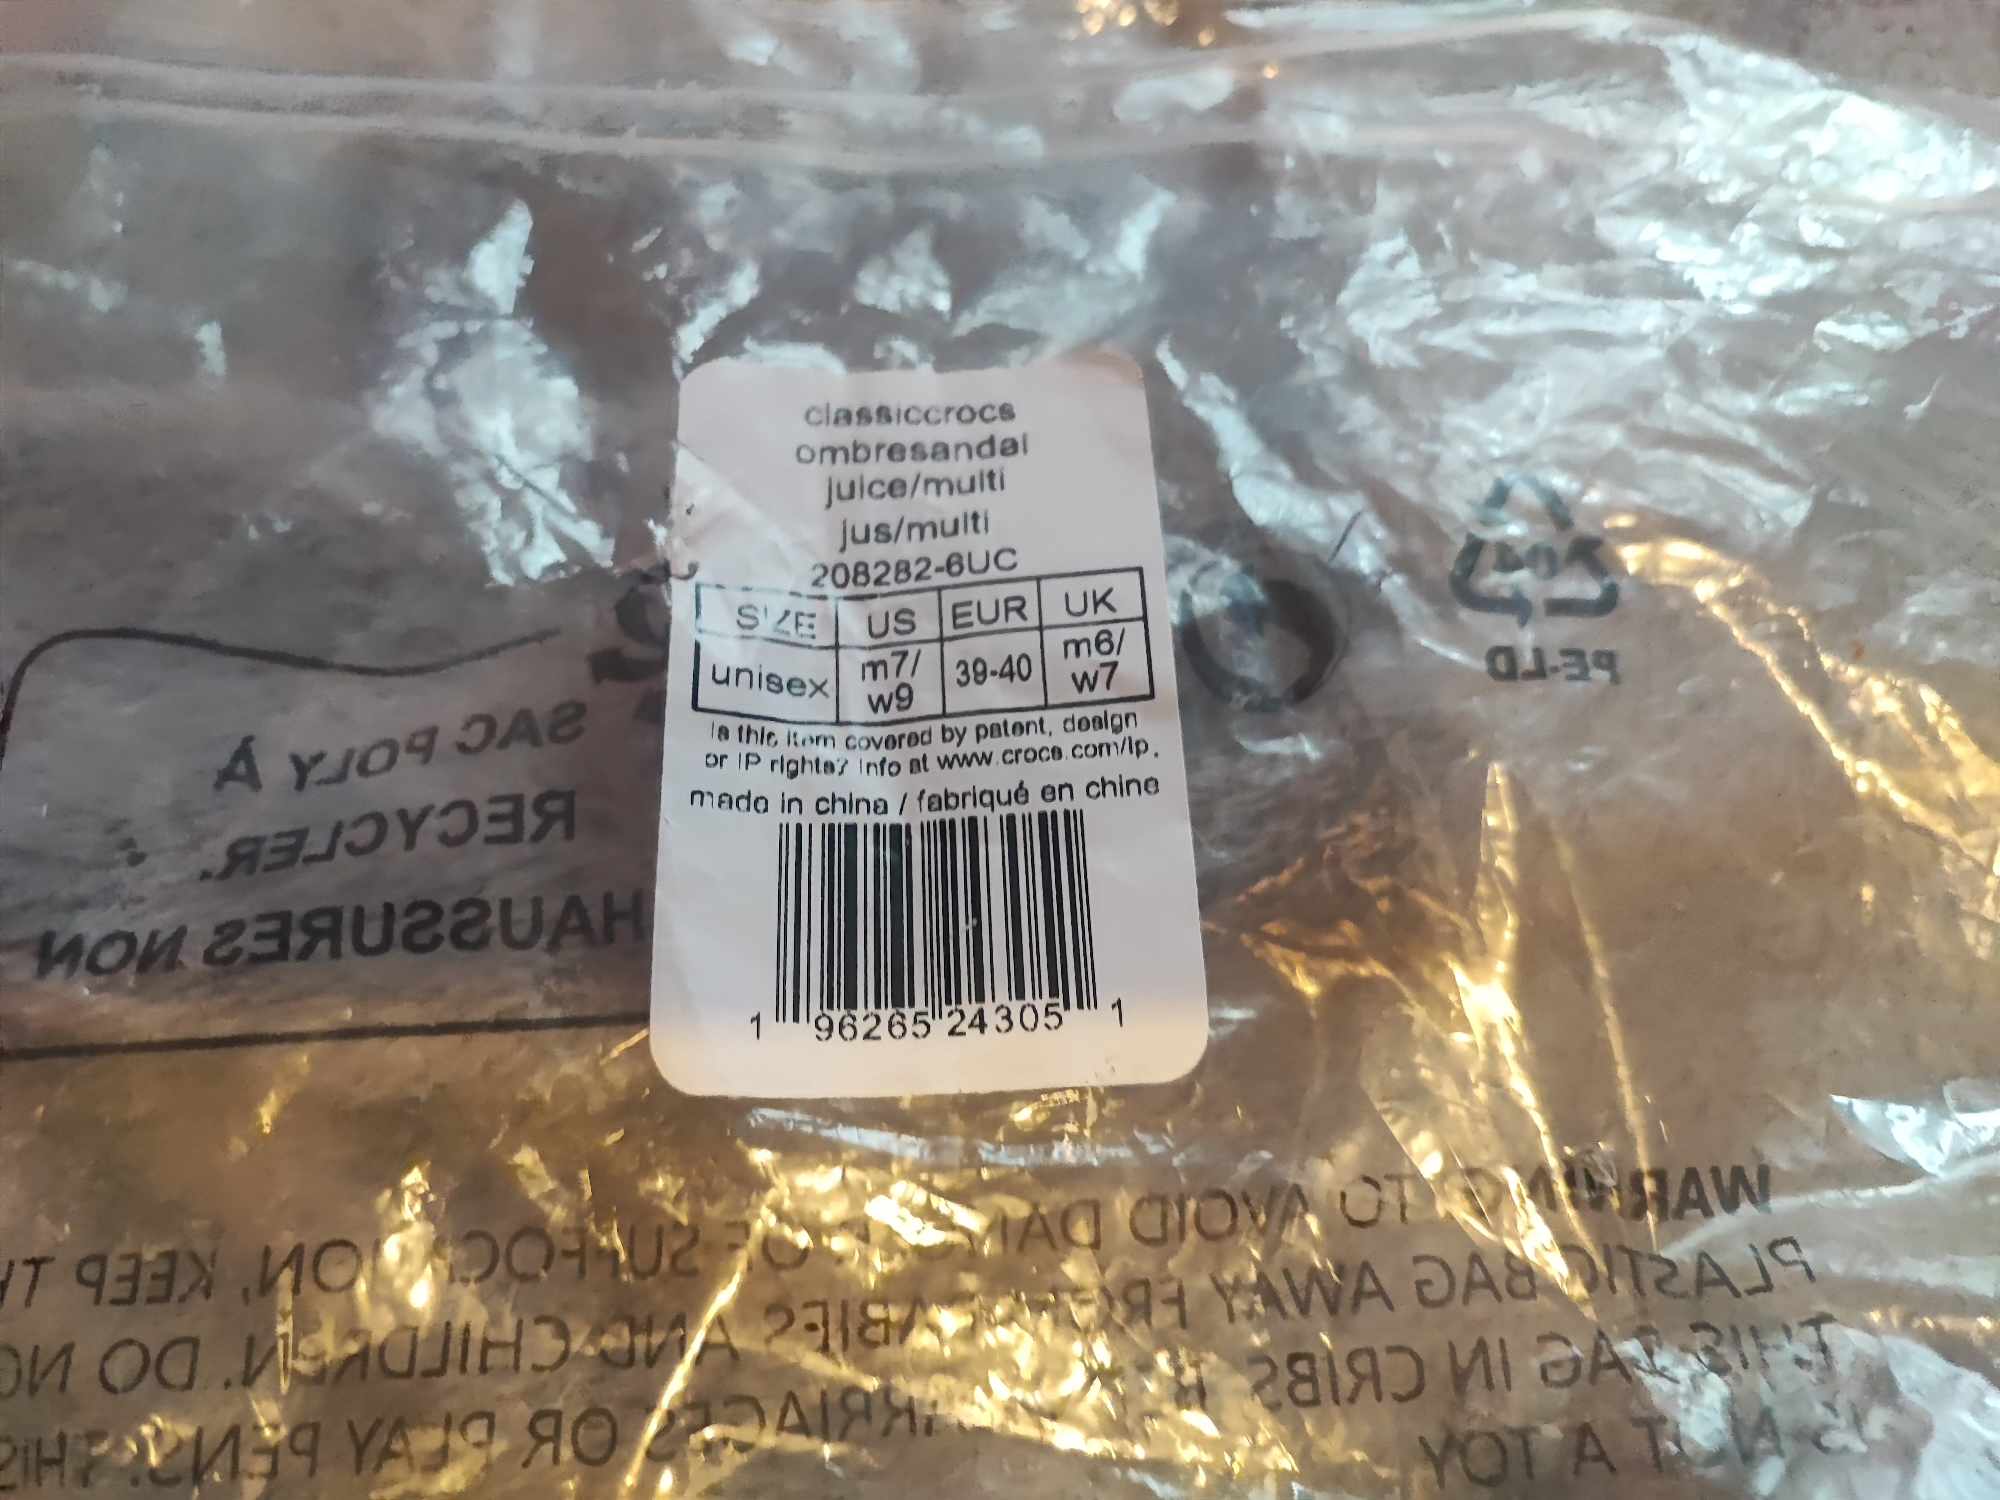 classiccrocs
ombresandal
juice/multi
jus/multi
208282-6UC
SIZE US EUR UK
unisex m7/w9 39-40 m6/w7
Is this item covered by patent, design
or IP rights? Info at www.crocs.com/ip.
made in china / fabriqué en chine
1 96265 24305 1
04
PE-LD
SAC POLY À
RECYCLER.
HAUSSURES NON
WARNING TO AVOID DANGER OF SUFFOCATION, KEEP
PLASTIC BAG AWAY FROM BABIES AND CHILDREN. DO
THIS BAG IN CRIBS, CARRIAGES OR PLAY PENS. THIS
IS NOT A TOY